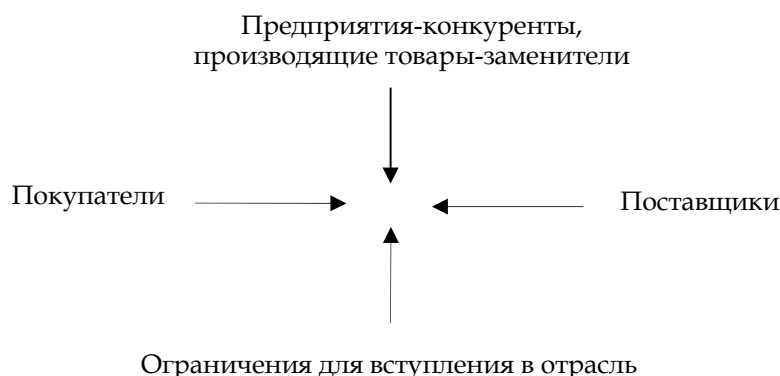 Предприятия-конкуренты,
производящие товары-заменители
Покупатели
Поставщики
Ограничения для вступления в отрасль